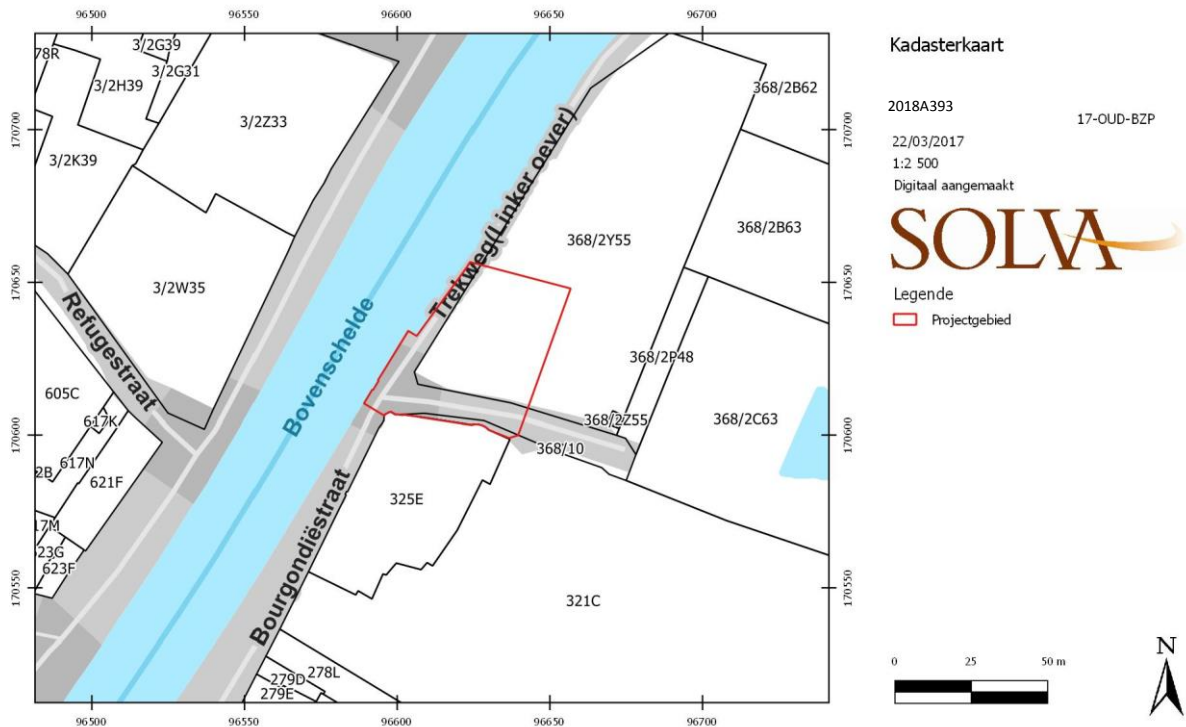 96500 96550 96600 96650 96700
170700
170650
170600
170550
170700
170650
170600
170550
96500 96550 96600 96650 96700
78R
3/2G39
3/2G31
3/2H39
3/2Z33
3/2K39
3/2W35
Refugestraat
605C
617K
617N
2B
621F
17M
23G
623F
Bovenschelde
Trekweg(Linker oever)
Bourgondiëstraat
368/2B62
368/2B63
368/2Y55
368/2P48
368/2Z55
368/10
368/2C63
325E
321C
278L
279D
279E
Kadasterkaart
2018A393
17-OUD-BZP
22/03/2017
1:2 500
Digitaal aangemaakt
SOLVA
Legende
Projectgebied
0 25 50 m
N